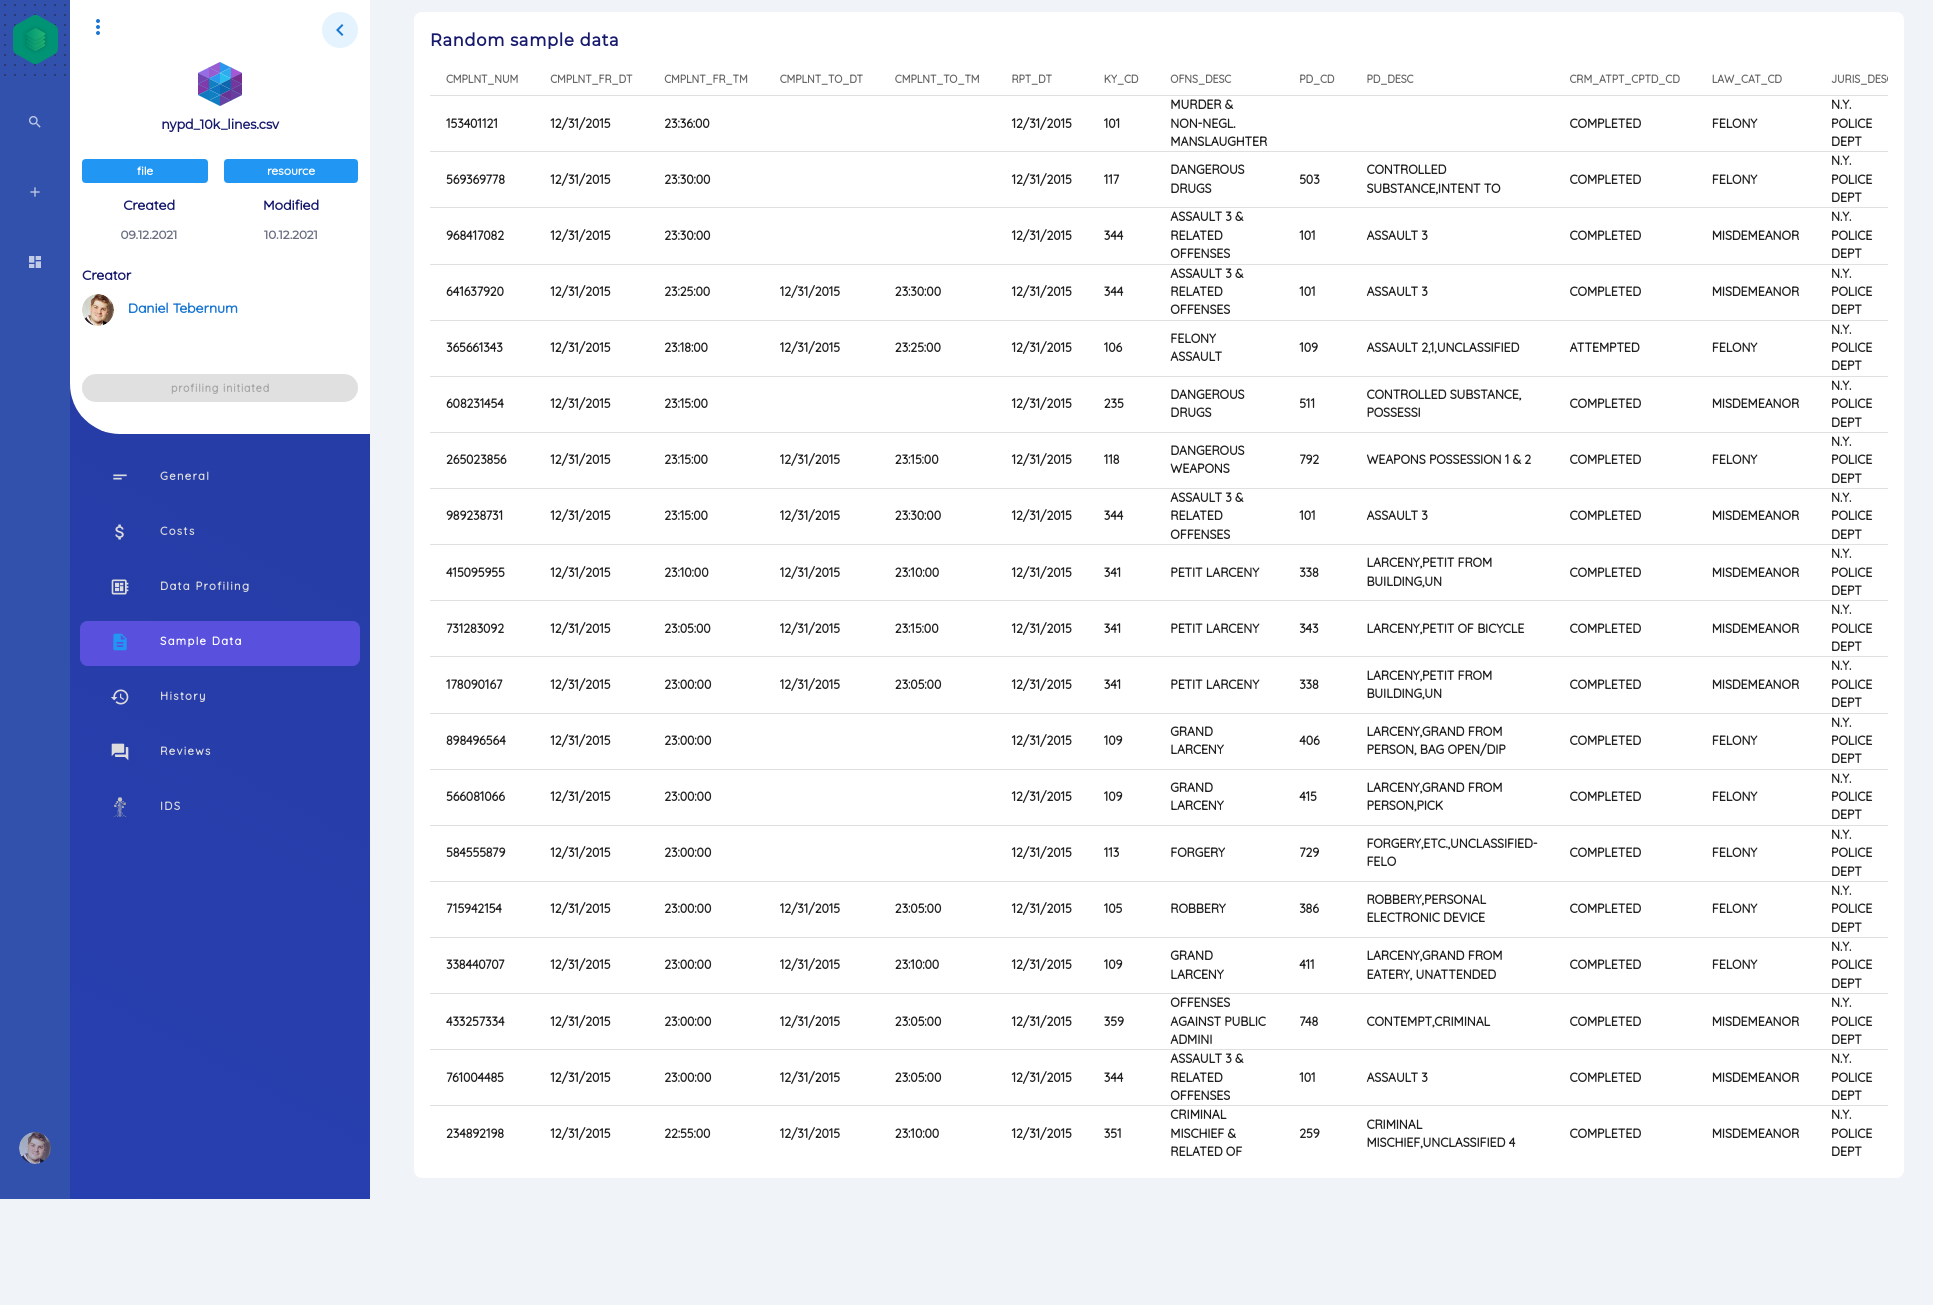 nypd_10k_lines.csv
file resource
Created Modified
09.12.2021 10.12.2021
Creator
Daniel Tebernum
profiling initiated
General
Costs
Data Profiling
Sample Data
History
Reviews
IDS
Random sample data
CMPLNT_NUM CMPLNT_FR_DT CMPLNT_FR_TM CMPLNT_TO_DT CMPLNT_TO_TM RPT_DT KY_CD OFNS_DESC PD_CD PD_DESC CRM_ATPT_CPTD_CD LAW_CAT_CD JURIS_DESC
153401121 12/31/2015 23:36:00 12/31/2015 101 MURDER & NON-NEGL. MANSLAUGHTER COMPLETED FELONY N.Y. POLICE DEPT
569369778 12/31/2015 23:30:00 12/31/2015 117 DANGEROUS DRUGS 503 CONTROLLED SUBSTANCE,INTENT TO COMPLETED FELONY N.Y. POLICE DEPT
968417082 12/31/2015 23:30:00 12/31/2015 344 ASSAULT 3 & RELATED OFFENSES 101 ASSAULT 3 COMPLETED MISDEMEANOR N.Y. POLICE DEPT
641637920 12/31/2015 23:25:00 12/31/2015 23:30:00 12/31/2015 344 ASSAULT 3 & RELATED OFFENSES 101 ASSAULT 3 COMPLETED MISDEMEANOR N.Y. POLICE DEPT
365661343 12/31/2015 23:18:00 12/31/2015 23:25:00 12/31/2015 106 FELONY ASSAULT 109 ASSAULT 2,1,UNCLASSIFIED ATTEMPTED FELONY N.Y. POLICE DEPT
608231454 12/31/2015 23:15:00 12/31/2015 235 DANGEROUS DRUGS 511 CONTROLLED SUBSTANCE, POSSESSI COMPLETED MISDEMEANOR N.Y. POLICE DEPT
265023856 12/31/2015 23:15:00 12/31/2015 23:15:00 12/31/2015 118 DANGEROUS WEAPONS 792 WEAPONS POSSESSION 1 & 2 COMPLETED FELONY N.Y. POLICE DEPT
989238731 12/31/2015 23:15:00 12/31/2015 23:30:00 12/31/2015 344 ASSAULT 3 & RELATED OFFENSES 101 ASSAULT 3 COMPLETED MISDEMEANOR N.Y. POLICE DEPT
415095955 12/31/2015 23:10:00 12/31/2015 23:10:00 12/31/2015 341 PETIT LARCENY 338 LARCENY,PETIT FROM BUILDING,UN COMPLETED MISDEMEANOR N.Y. POLICE DEPT
731283092 12/31/2015 23:05:00 12/31/2015 23:15:00 12/31/2015 341 PETIT LARCENY 343 LARCENY,PETIT OF BICYCLE COMPLETED MISDEMEANOR N.Y. POLICE DEPT
178090167 12/31/2015 23:00:00 12/31/2015 23:05:00 12/31/2015 341 PETIT LARCENY 338 LARCENY,PETIT FROM BUILDING,UN COMPLETED MISDEMEANOR N.Y. POLICE DEPT
898496564 12/31/2015 23:00:00 12/31/2015 109 GRAND LARCENY 406 LARCENY,GRAND FROM PERSON, BAG OPEN/DIP COMPLETED FELONY N.Y. POLICE DEPT
566081066 12/31/2015 23:00:00 12/31/2015 109 GRAND LARCENY 415 LARCENY,GRAND FROM PERSON,PICK COMPLETED FELONY N.Y. POLICE DEPT
584555879 12/31/2015 23:00:00 12/31/2015 113 FORGERY 729 FORGERY,ETC.,UNCLASSIFIED-FELO COMPLETED FELONY N.Y. POLICE DEPT
715942154 12/31/2015 23:00:00 12/31/2015 23:05:00 12/31/2015 105 ROBBERY 386 ROBBERY,PERSONAL ELECTRONIC DEVICE COMPLETED FELONY N.Y. POLICE DEPT
338440707 12/31/2015 23:00:00 12/31/2015 23:10:00 12/31/2015 109 GRAND LARCENY 411 LARCENY,GRAND FROM EATERY, UNATTENDED COMPLETED FELONY N.Y. POLICE DEPT
433257334 12/31/2015 23:00:00 12/31/2015 23:05:00 12/31/2015 359 OFFENSES AGAINST PUBLIC ADMINI 748 CONTEMPT,CRIMINAL COMPLETED MISDEMEANOR N.Y. POLICE DEPT
761004485 12/31/2015 23:00:00 12/31/2015 23:05:00 12/31/2015 344 ASSAULT 3 & RELATED OFFENSES 101 ASSAULT 3 COMPLETED MISDEMEANOR N.Y. POLICE DEPT
234892198 12/31/2015 22:55:00 12/31/2015 23:10:00 12/31/2015 351 CRIMINAL MISCHIEF & RELATED OF 259 CRIMINAL MISCHIEF,UNCLASSIFIED 4 COMPLETED MISDEMEANOR N.Y. POLICE DEPT